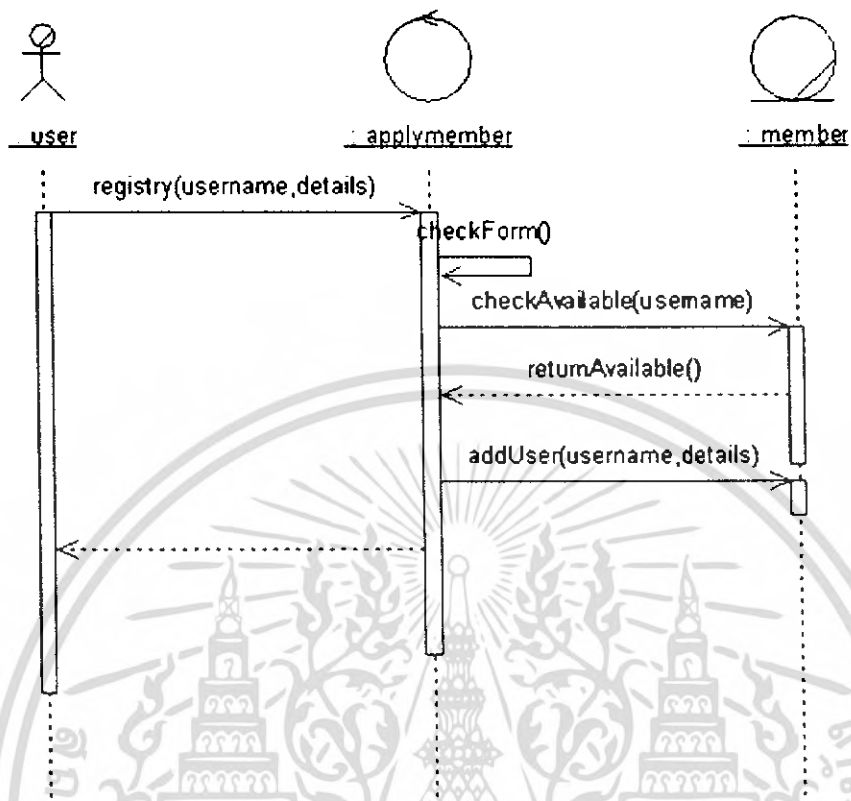 : user
: applymember
: member
registry(username,details)
checkForm()
checkAvailable(username)
returnAvailable()
addUser(username,details)